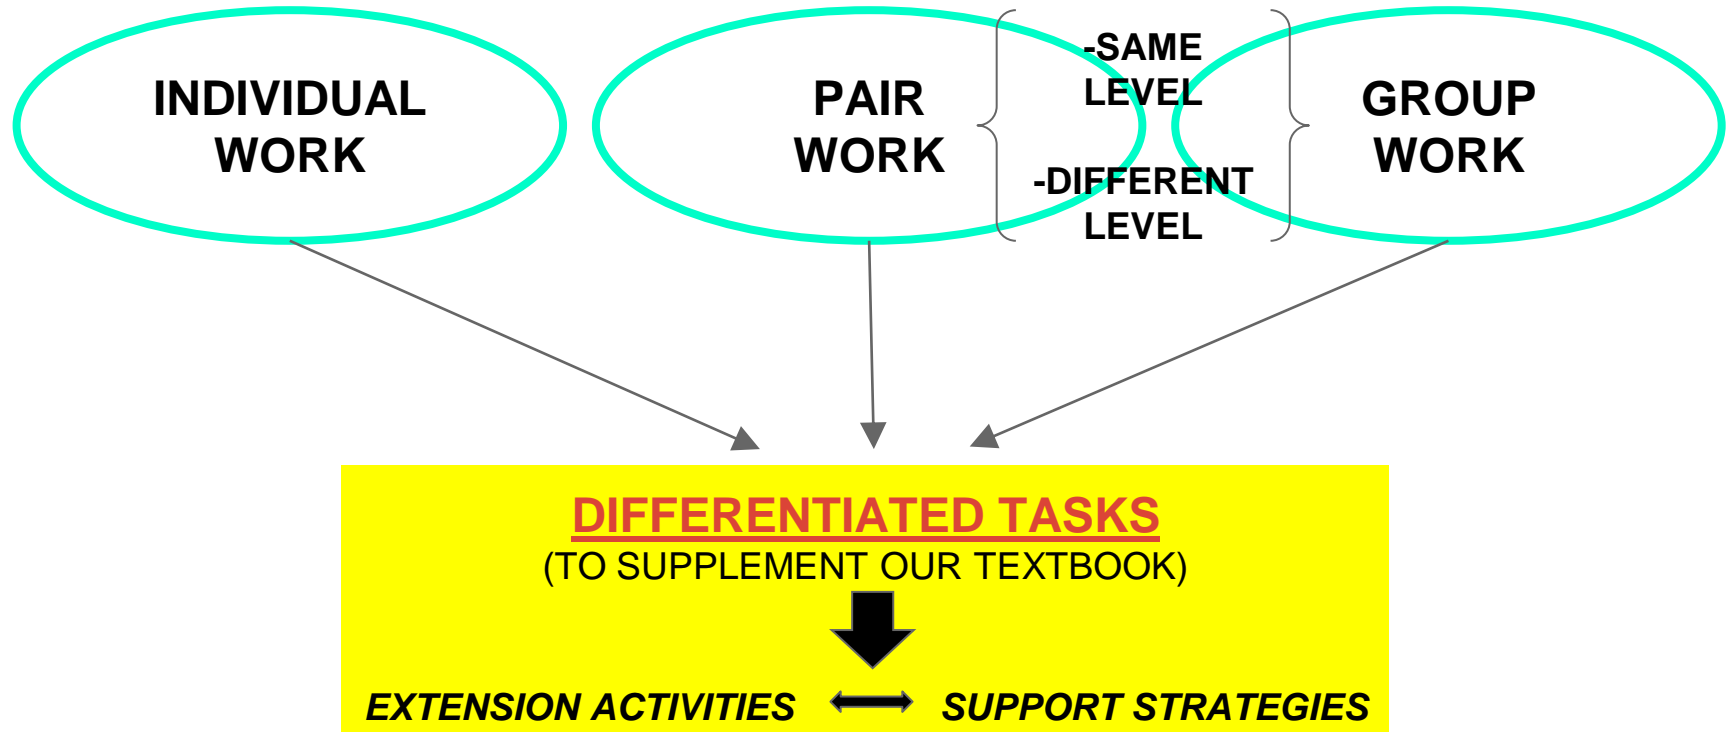 INDIVIDUAL
WORK
PAIR
WORK
-SAME
LEVEL
-DIFFERENT
LEVEL
GROUP
WORK
DIFFERENTIATED TASKS
(TO SUPPLEMENT OUR TEXTBOOK)
EXTENSION ACTIVITIES SUPPORT STRATEGIES